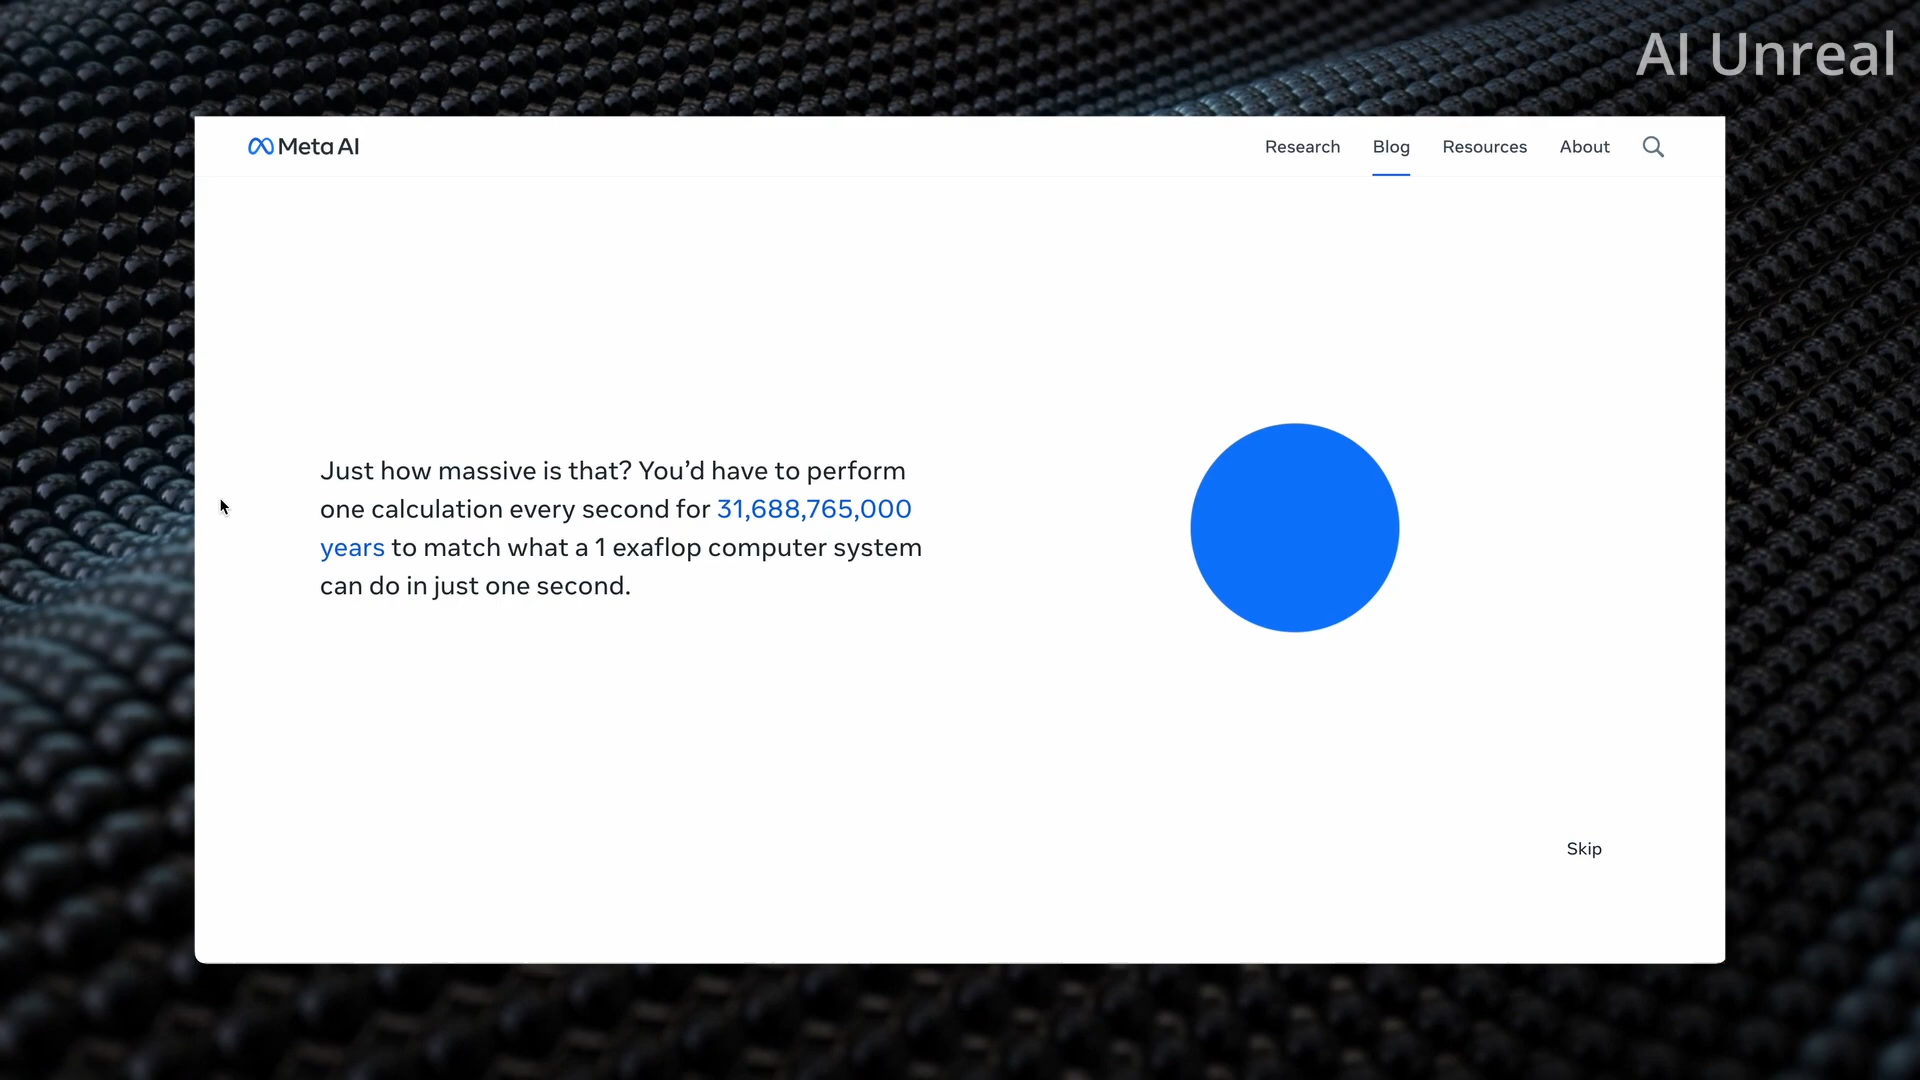 AI Unreal
Meta AI
Research Blog Resources About
Just how massive is that? You’d have to perform
one calculation every second for 31,688,765,000
years to match what a 1 exaflop computer system
can do in just one second.
Skip